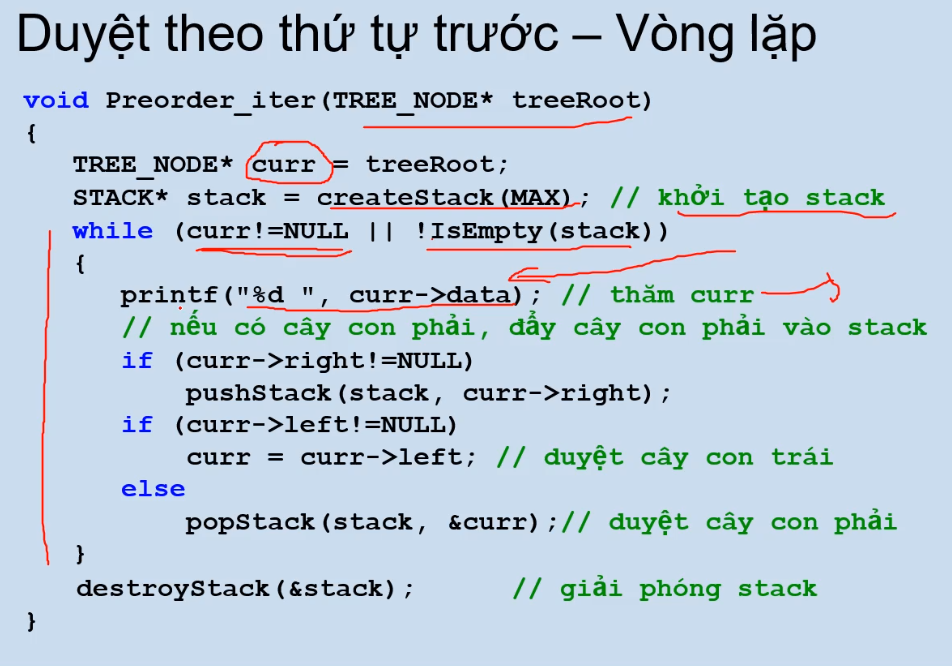 Duyệt theo thứ tự trước – Vòng lặp
void Preorder_iter(TREE_NODE* treeRoot)
{
TREE_NODE* curr = treeRoot;
STACK* stack = createStack(MAX); // khởi tạo stack
while (curr!=NULL || !IsEmpty(stack))
{
printf("%d ", curr->data); // thăm curr
// nếu có cây con phải, đẩy cây con phải vào stack
if (curr->right!=NULL)
pushStack(stack, curr->right);
if (curr->left!=NULL)
curr = curr->left; // duyệt cây con trái
else
popStack(stack, &curr);// duyệt cây con phải
}
destroyStack(&stack); // giải phóng stack
}